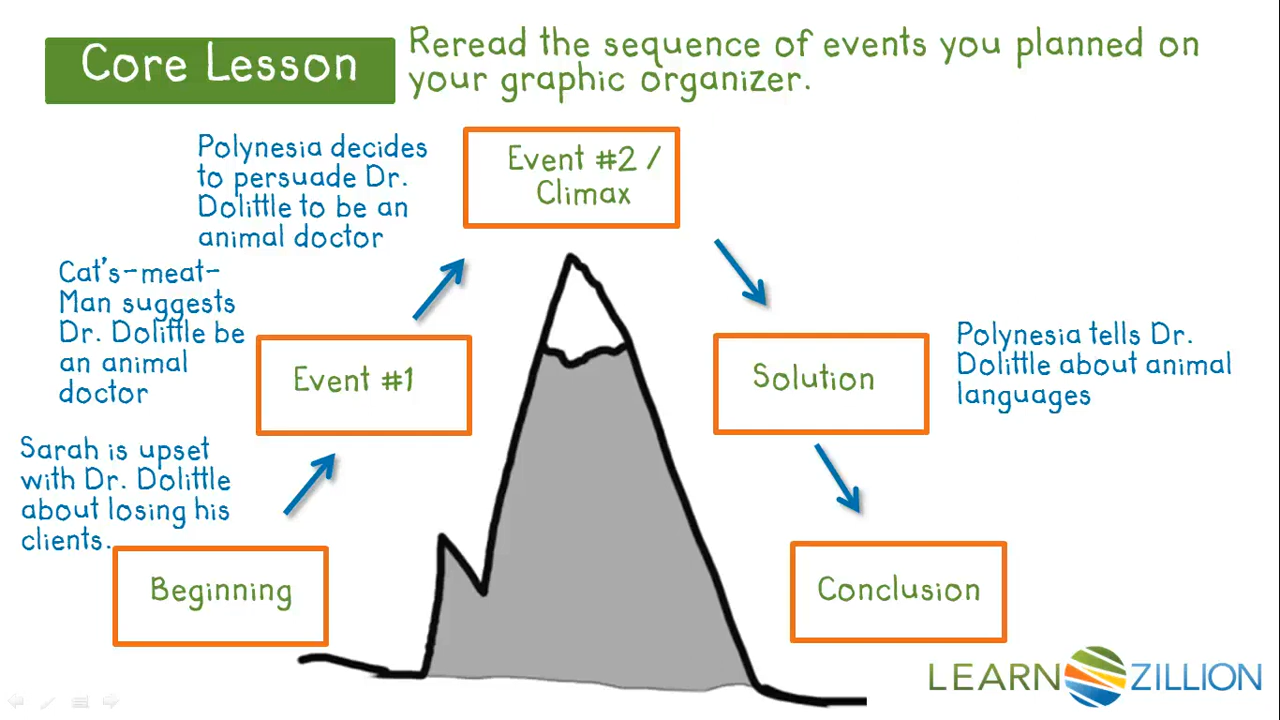 Core Lesson
Reread the sequence of events you planned on
your graphic organizer.
Polynesia decides
to persuade Dr.
Dolittle to be an
animal doctor
Event #2 /
Climax
Cat's-meat-
Man suggests
Dr. Dolittle be
an animal
doctor
Event #1
Solution
Polynesia tells Dr.
Dolittle about animal
languages
Sarah is upset
with Dr. Dolittle
about losing his
clients.
Beginning
Conclusion
LEARN ZILLION